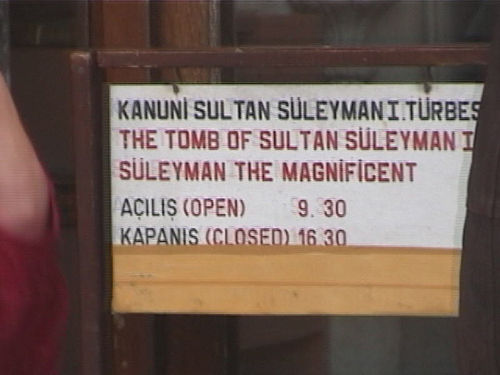 KANUNİ SULTAN SÜLEYMAN I. TÜRBES
THE TOMB OF SULTAN SÜLEYMAN I
SÜLEYMAN THE MAGNİFİCENT
AÇILIŞ (OPEN) 9. 30
KAPANIS (CLOSED) 16 30